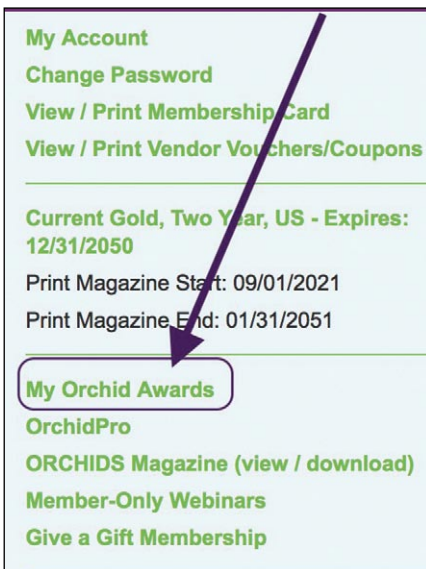 My Account
Change Password
View / Print Membership Card
View / Print Vendor Vouchers/Coupons
Current Gold, Two Year, US - Expires:
12/31/2050
Print Magazine Start: 09/01/2021
Print Magazine End: 01/31/2051
My Orchid Awards
OrchidPro
ORCHIDS Magazine (view / download)
Member-Only Webinars
Give a Gift Membership